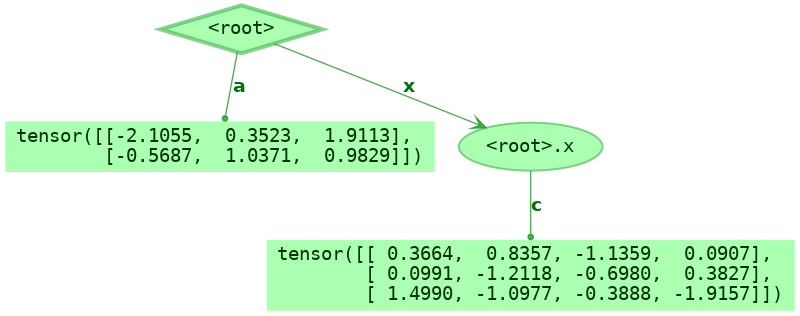 <root>
a
x
tensor([[-2.1055,  0.3523,  1.9113],
        [-0.5687,  1.0371,  0.9829]])
<root>.x
c
tensor([[ 0.3664,  0.8357, -1.1359,  0.0907],
        [ 0.0991, -1.2118, -0.6980,  0.3827],
        [ 1.4990, -1.0977, -0.3888, -1.9157]])